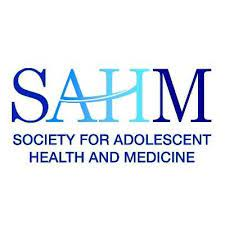 SAHM
SOCIETY FOR ADOLESCENT
HEALTH AND MEDICINE